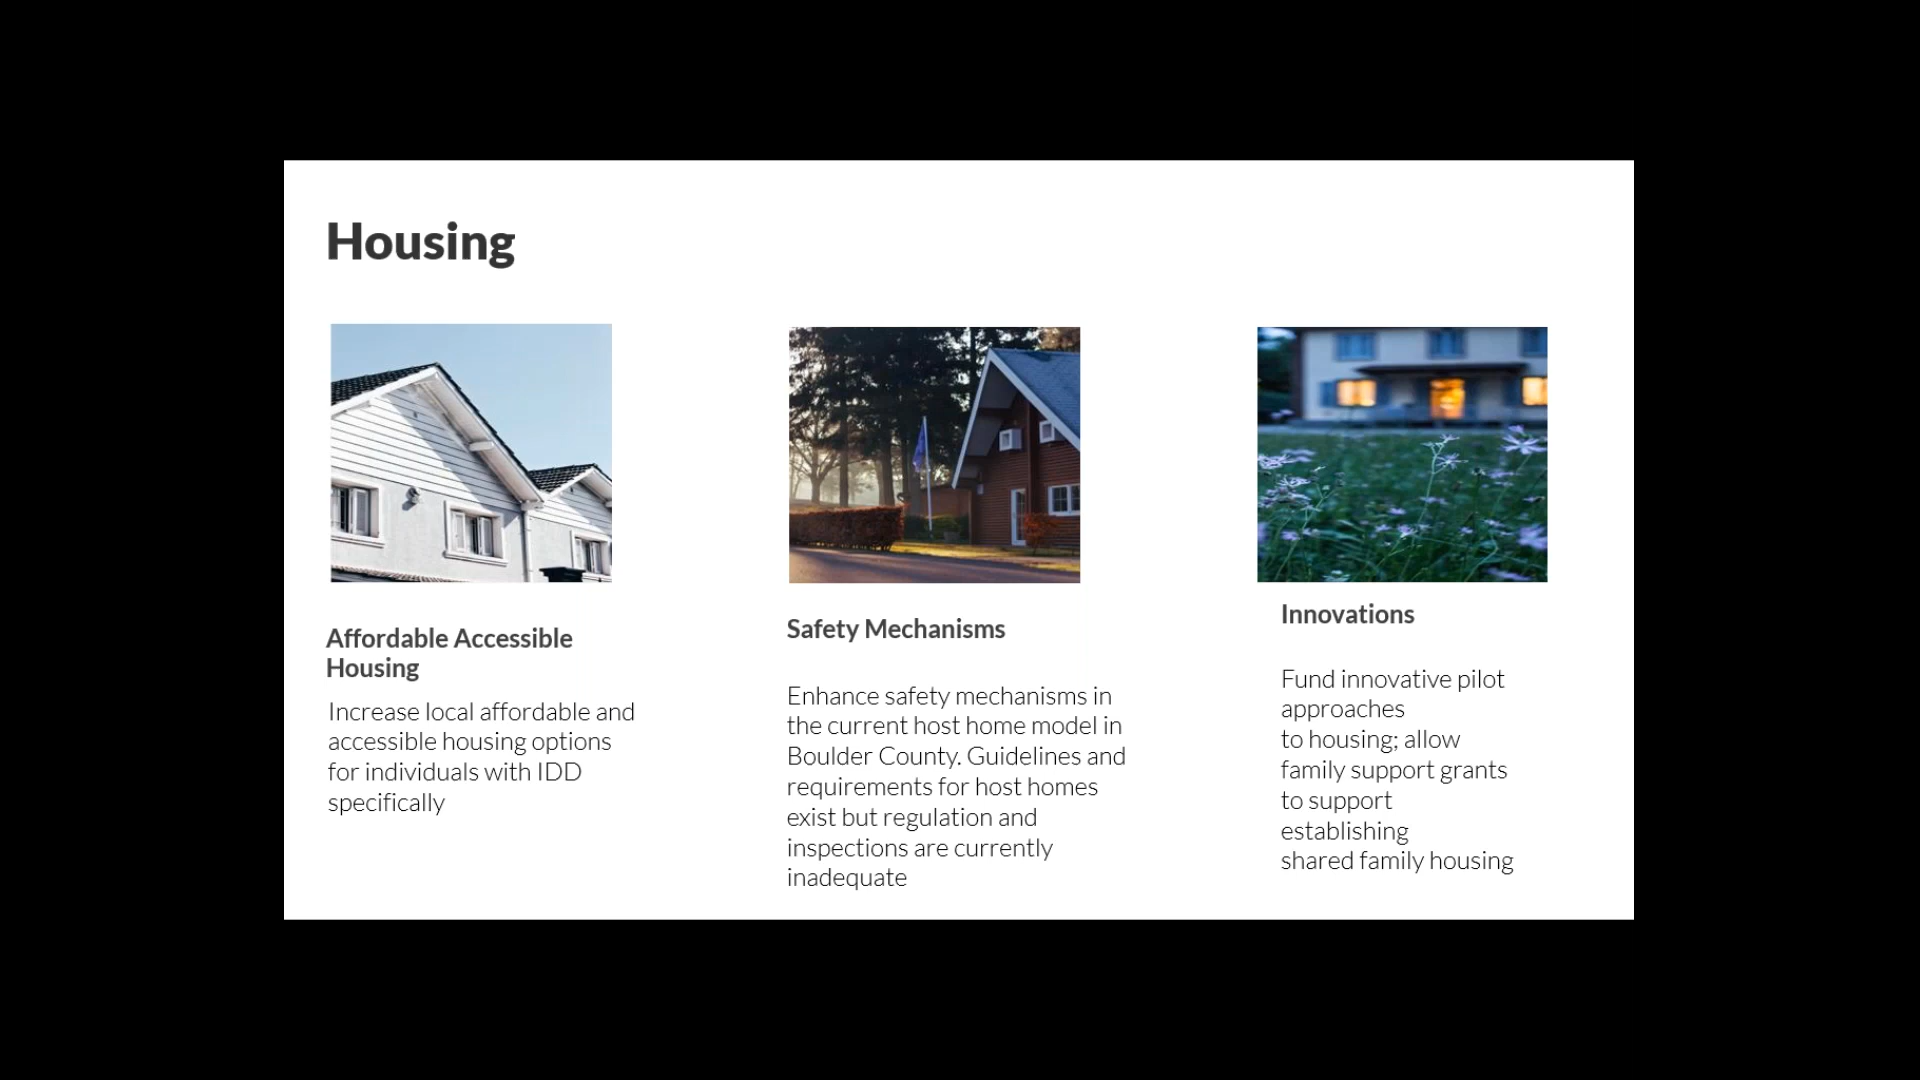 Housing
Affordable Accessible
Housing
Increase local affordable and
accessible housing options
for individuals with IDD
specifically
Safety Mechanisms
Enhance safety mechanisms in
the current host home model in
Boulder County. Guidelines and
requirements for host homes
exist but regulation and
inspections are currently
inadequate
Innovations
Fund innovative pilot
approaches
to housing; allow
family support grants
to support
establishing
shared family housing